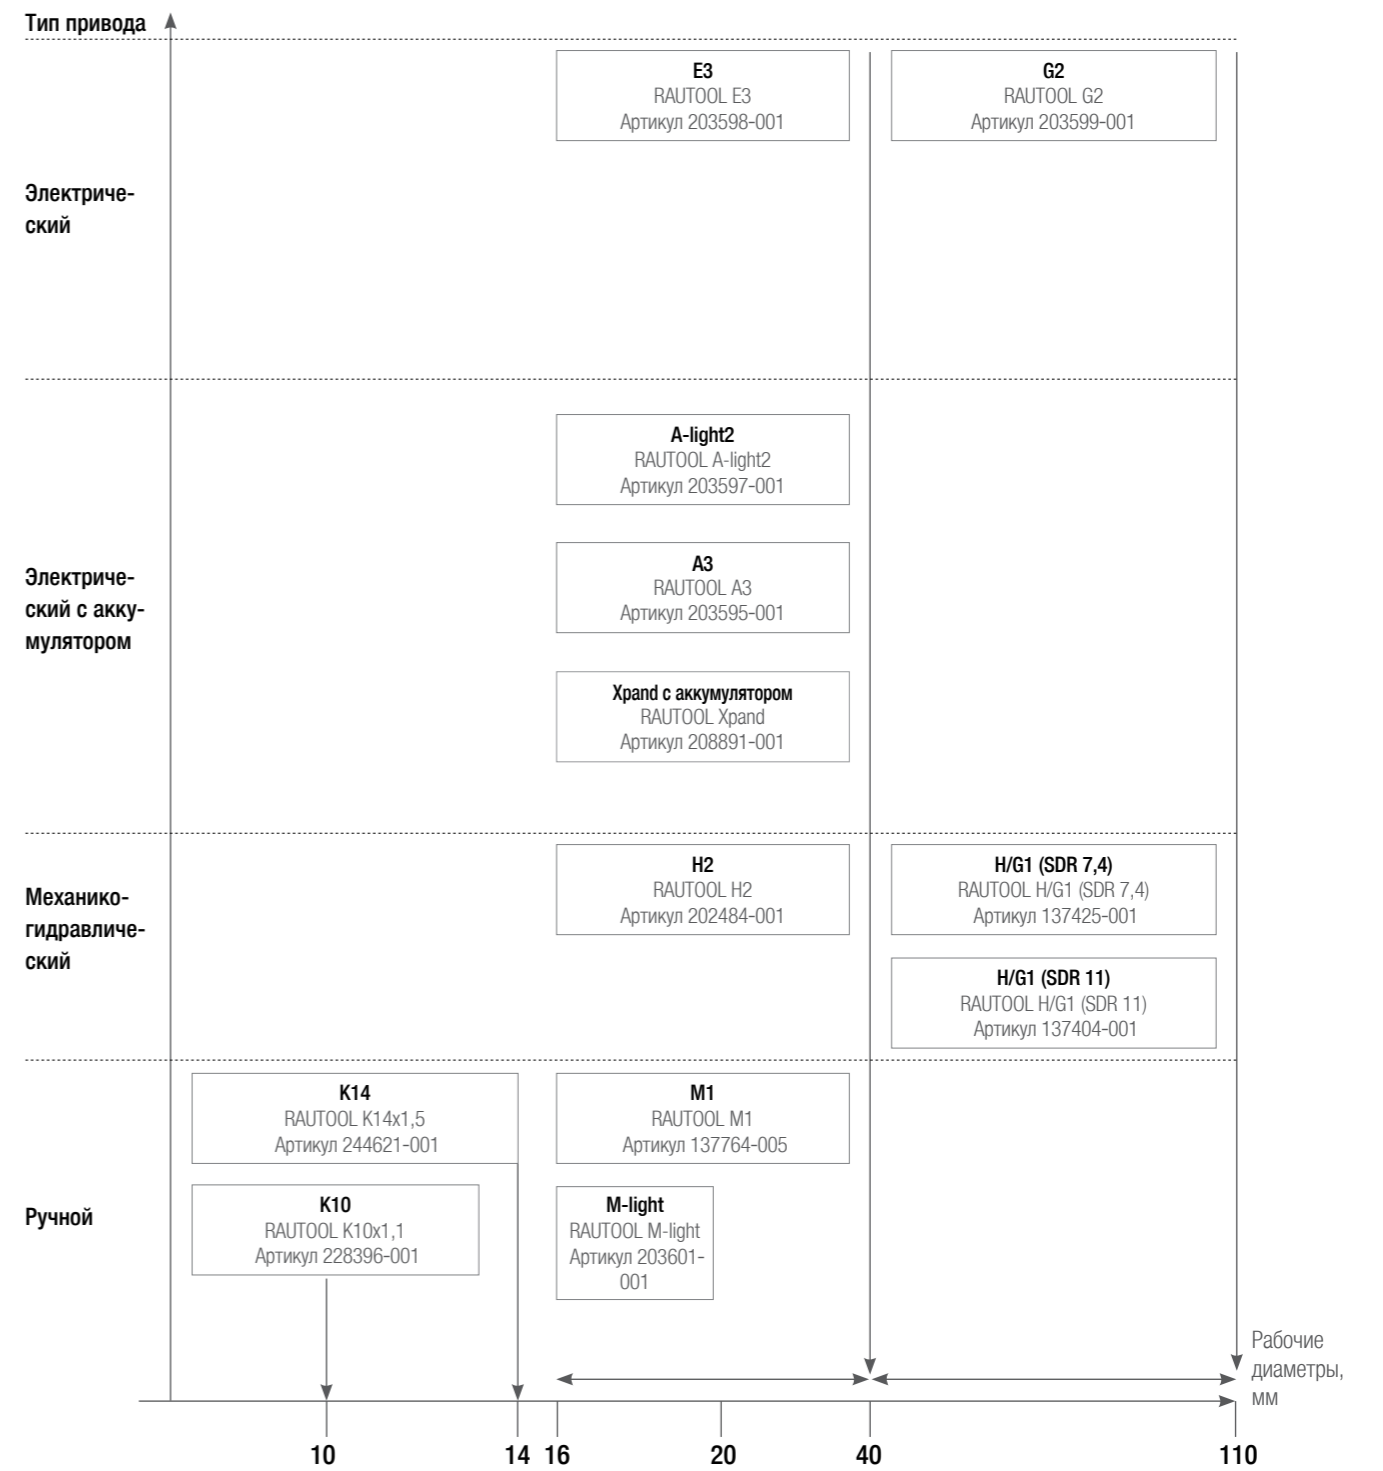 Тип привода
E3
RAUTOOL E3
Артикул 203598-001
G2
RAUTOOL G2
Артикул 203599-001
Электриче-
ский
A-light2
RAUTOOL A-light2
Артикул 203597-001
A3
RAUTOOL A3
Артикул 203595-001
Xpand с аккумулятором
RAUTOOL Xpand
Артикул 208891-001
Электриче-
ский с акку-
мулятором
H2
RAUTOOL H2
Артикул 202484-001
H/G1 (SDR 7,4)
RAUTOOL H/G1 (SDR 7,4)
Артикул 137425-001
H/G1 (SDR 11)
RAUTOOL H/G1 (SDR 11)
Артикул 137404-001
Механико-
гидравличе-
ский
K14
RAUTOOL K14x1,5
Артикул 244621-001
M1
RAUTOOL M1
Артикул 137764-005
K10
RAUTOOL K10x1,1
Артикул 228396-001
M-light
RAUTOOL M-light
Артикул 203601-
001
Ручной
Рабочие
диаметры,
мм
10 14 16 20 40 110